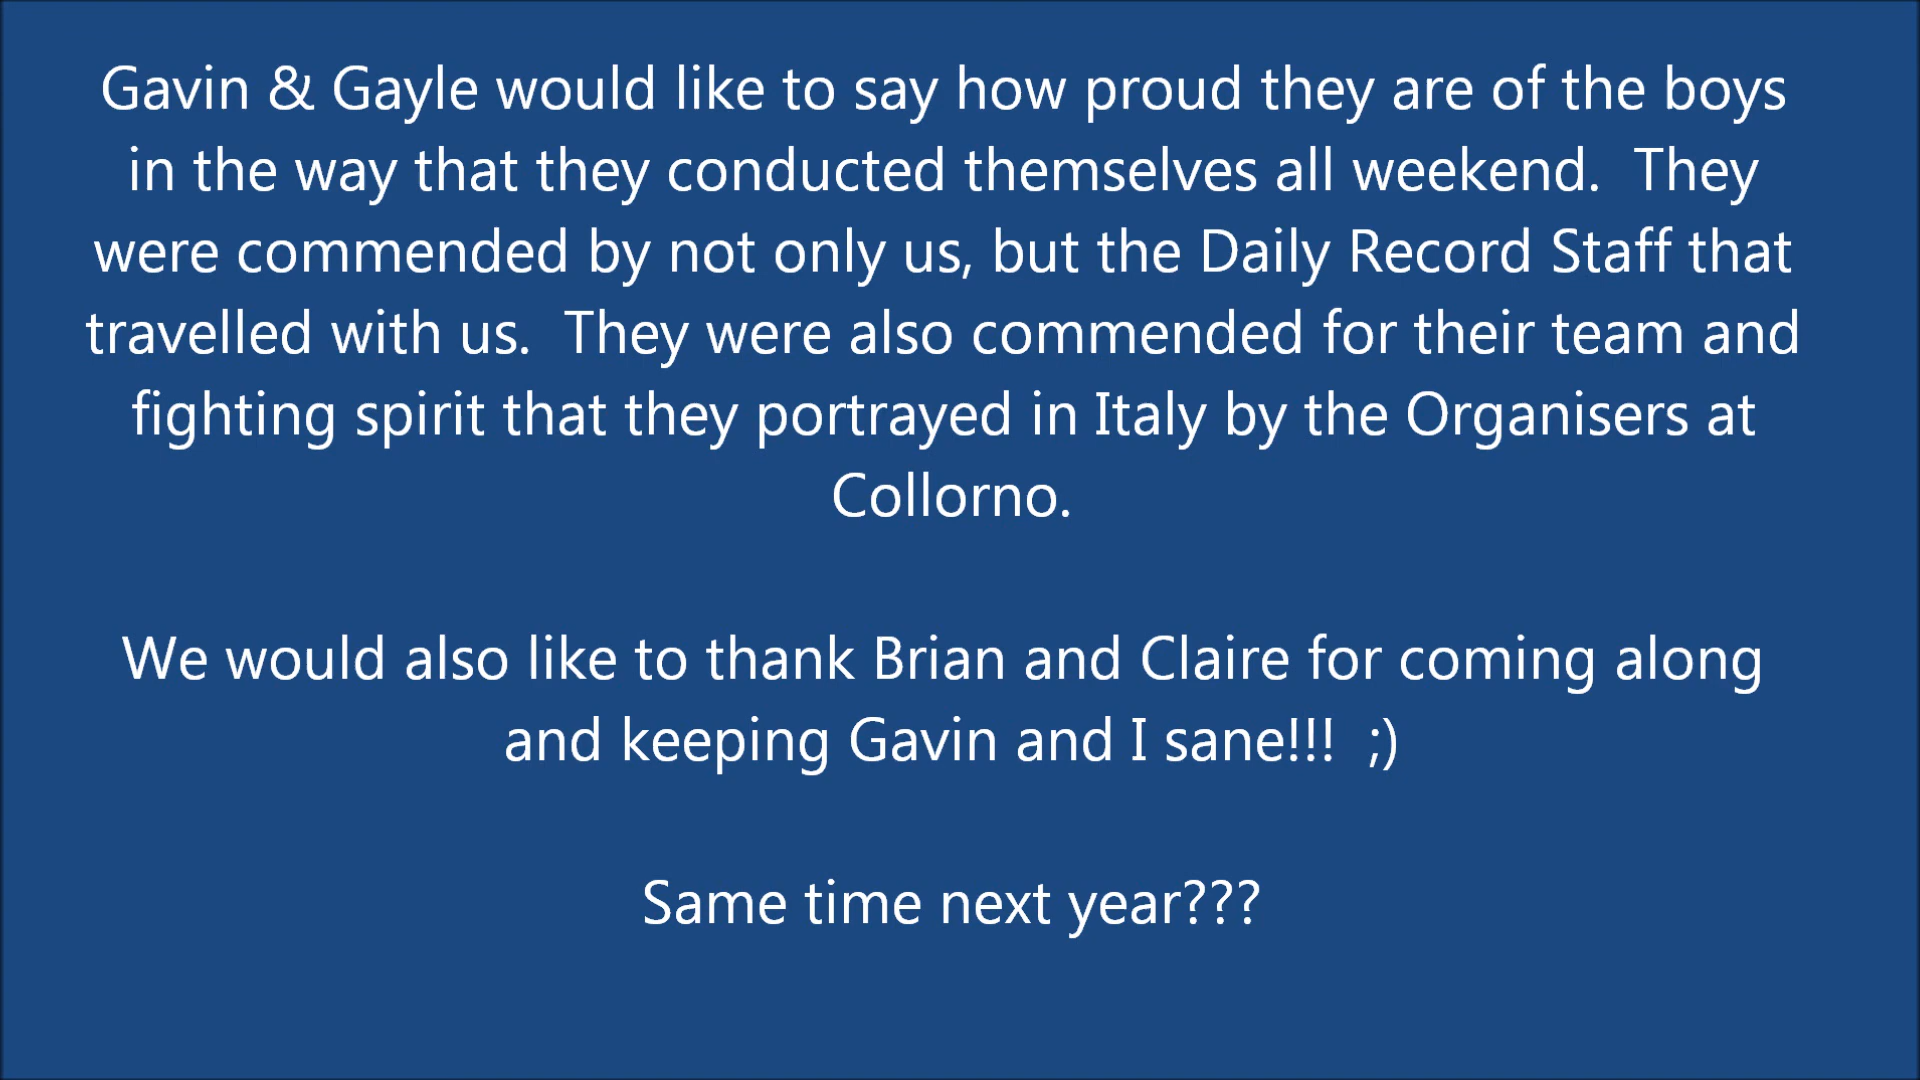 Gavin & Gayle would like to say how proud they are of the boys
in the way that they conducted themselves all weekend.  They
were commended by not only us, but the Daily Record Staff that
travelled with us.  They were also commended for their team and
fighting spirit that they portrayed in Italy by the Organisers at
Collorno.
We would also like to thank Brian and Claire for coming along
and keeping Gavin and I sane!!!  ;)
Same time next year???